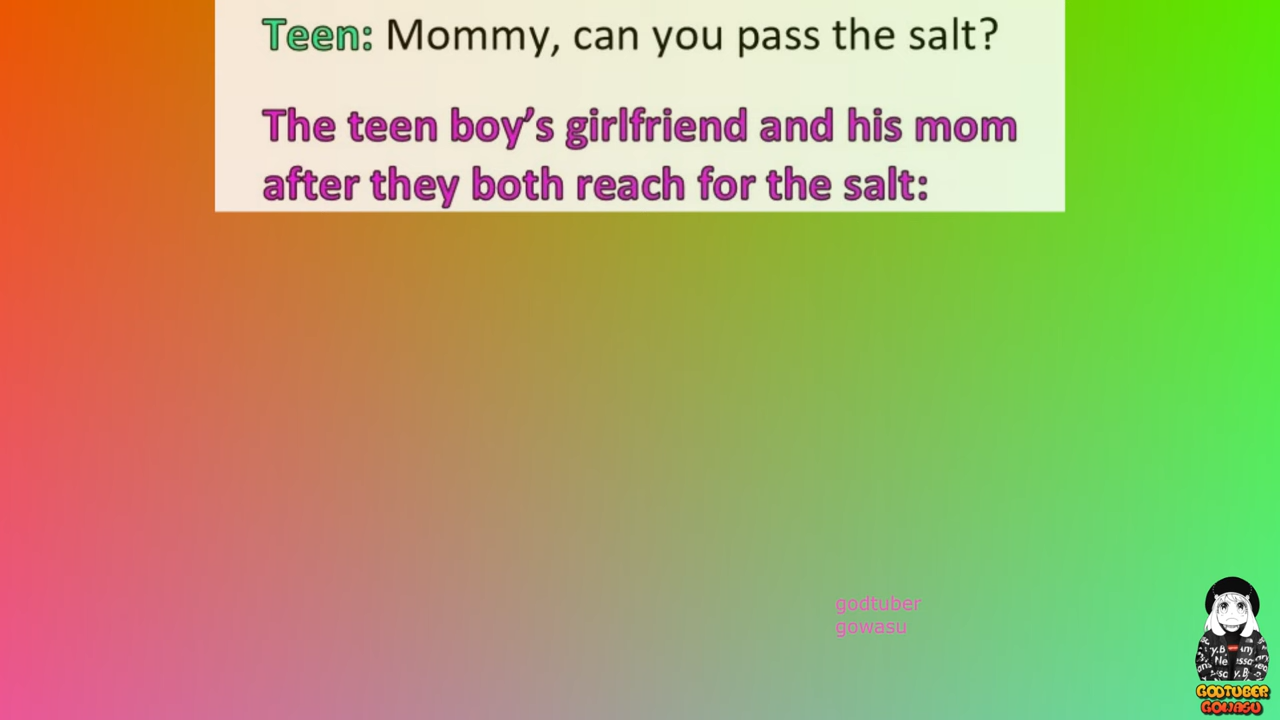 Teen: Mommy, can you pass the salt?
The teen boy’s girlfriend and his mom
after they both reach for the salt:
godtuber
gowasu
GODTUBER
GOWASU